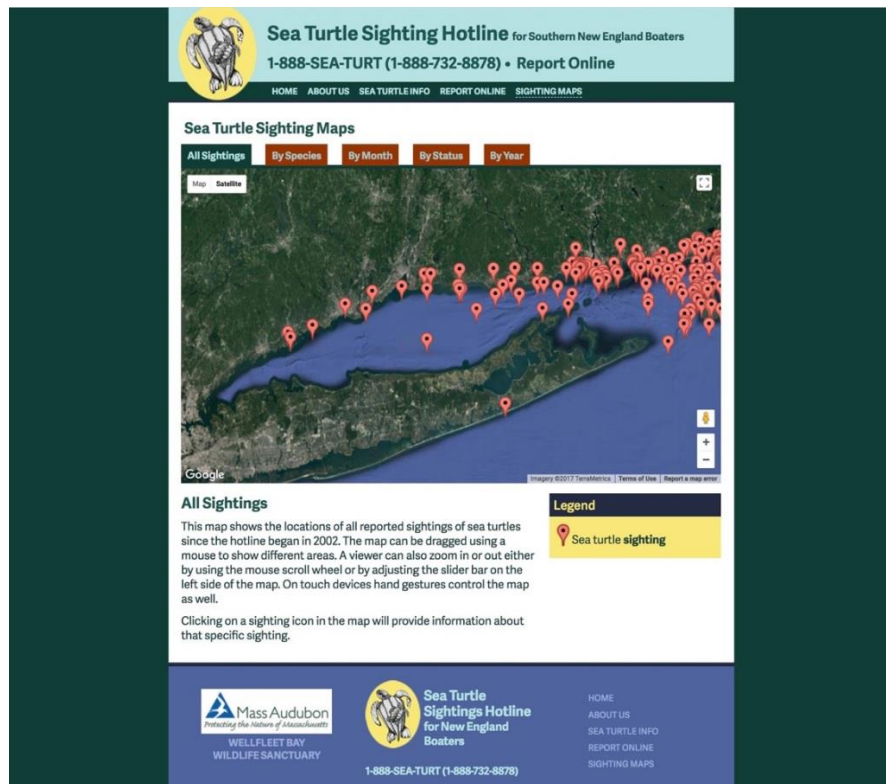 Sea Turtle Sighting Hotline for Southern New England Boaters
1-888-SEA-TURT (1-888-732-8878) • Report Online
HOME ABOUT US SEA TURTLE INFO REPORT ONLINE SIGHTING MAPS
Sea Turtle Sighting Maps
All Sightings By Species By Month By Status By Year
Map Satellite
+
−
Google
Imagery ©2017 TerraMetrics Terms of Use Report a map error
All Sightings
This map shows the locations of all reported sightings of sea turtles
since the hotline began in 2002. The map can be dragged using a
mouse to show different areas. A viewer can also zoom in or out either
by using the mouse scroll wheel or by adjusting the slider bar on the
left side of the map. On touch devices hand gestures control the map
as well.
Clicking on a sighting icon in the map will provide information about
that specific sighting.
Legend
Sea turtle sighting
Mass Audubon
Protecting the Nature of Massachusetts
WELLFLEET BAY
WILDLIFE SANCTUARY
Sea Turtle
Sightings Hotline
for New England
Boaters
1-888-SEA-TURT (1-888-732-8878)
HOME
ABOUT US
SEA TURTLE INFO
REPORT ONLINE
SIGHTING MAPS